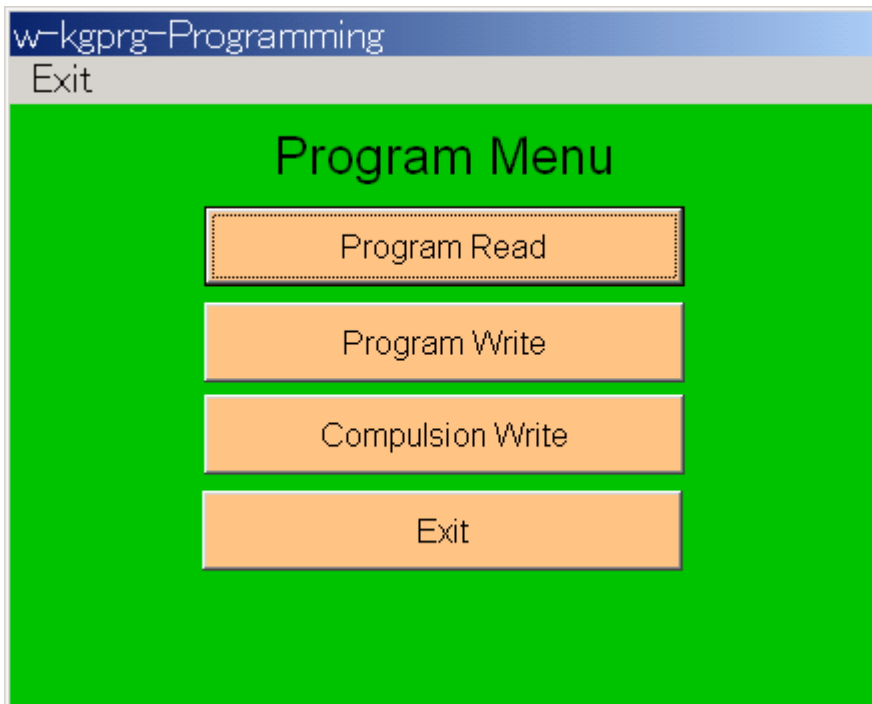 w-kgprg-Programming
Exit
Program Menu
Program Read
Program Write
Compulsion Write
Exit